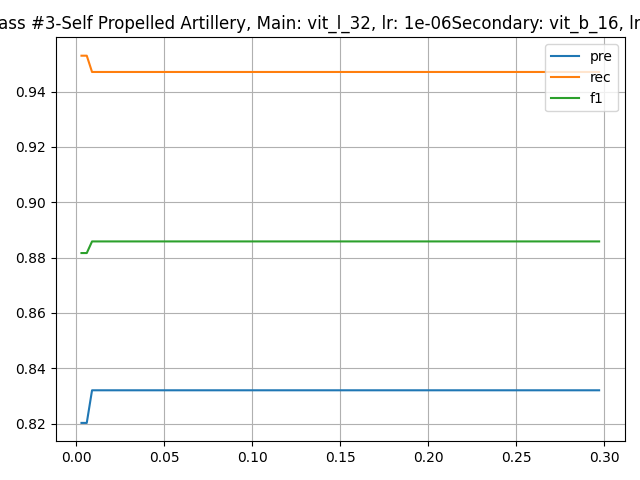 ass #3-Self Propelled Artillery, Main: vit_l_32, lr: 1e-06Secondary: vit_b_16, lr
pre
rec
f1
0.94
0.92
0.90
0.88
0.86
0.84
0.82
0.00 0.05 0.10 0.15 0.20 0.25 0.30